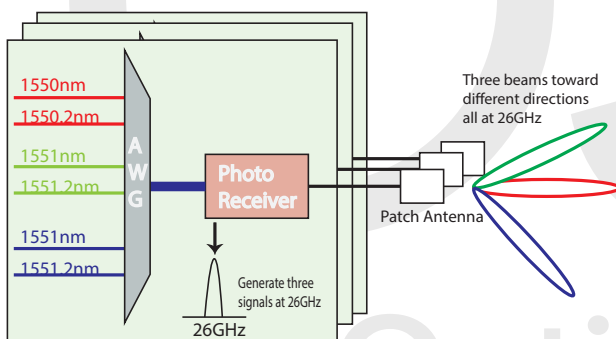 1550nm
1550.2nm
1551nm
1551.2nm
1551nm
1551.2nm
A
W
G
Photo
Receiver
Generate three
signals at 26GHz
26GHz
Three beams toward
different directions
all at 26GHz
Patch Antenna